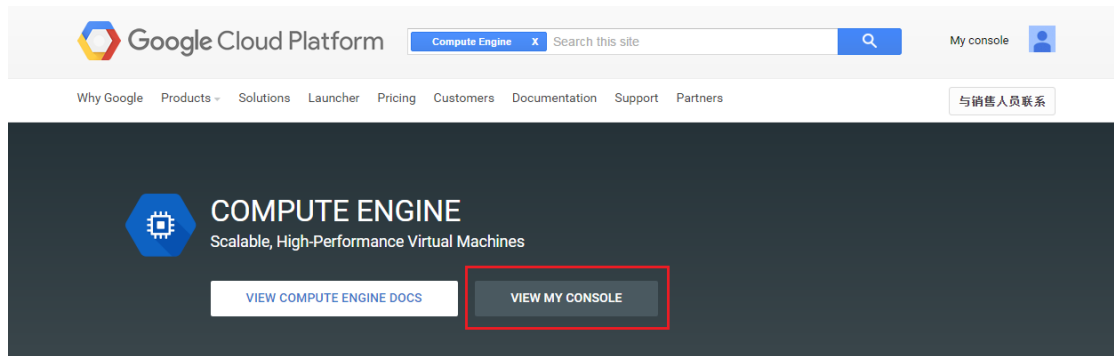 Google Cloud Platform Compute Engine X Search this site My console
Why Google Products Solutions Launcher Pricing Customers Documentation Support Partners 与销售人员联系
COMPUTE ENGINE
Scalable, High-Performance Virtual Machines
VIEW COMPUTE ENGINE DOCS VIEW MY CONSOLE